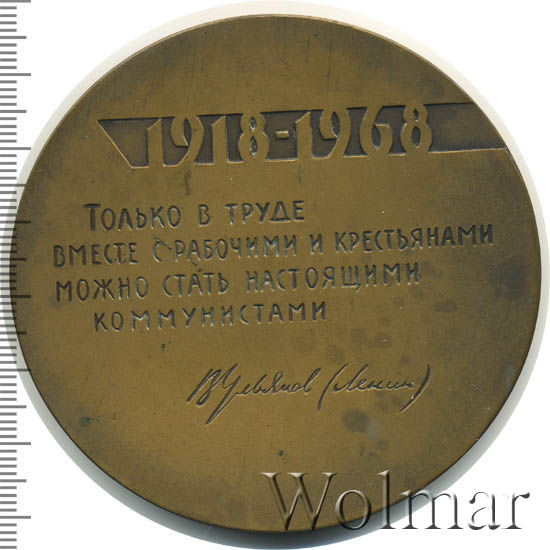 1918-1968
ТОЛЬКО В ТРУДЕ
ВМЕСТЕ С РАБОЧИМИ И КРЕСТЬЯНАМИ
МОЖНО СТАТЬ НАСТОЯЩИМИ
КОММУНИСТАМИ
В Ульянов (Ленин)
Wolmar